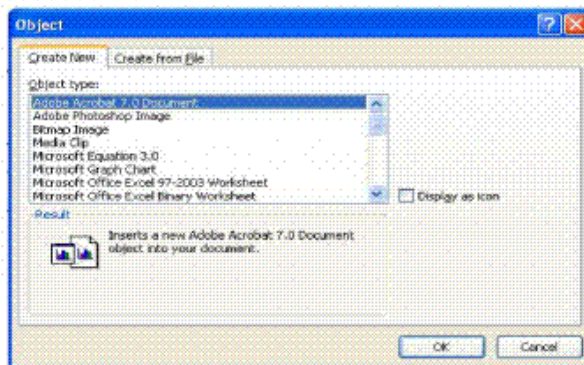 Object
Create New
Create from File
Object type:
Adobe Acrobat 7.0 Document
Adobe Photoshop Image
Bitmap Image
Media Clip
Microsoft Equation 3.0
Microsoft Graph Chart
Microsoft Office Excel 97-2003 Worksheet
Microsoft Office Excel Binary Worksheet
Display as icon
Result
Inserts a new Adobe Acrobat 7.0 Document
object into your document.
OK
Cancel